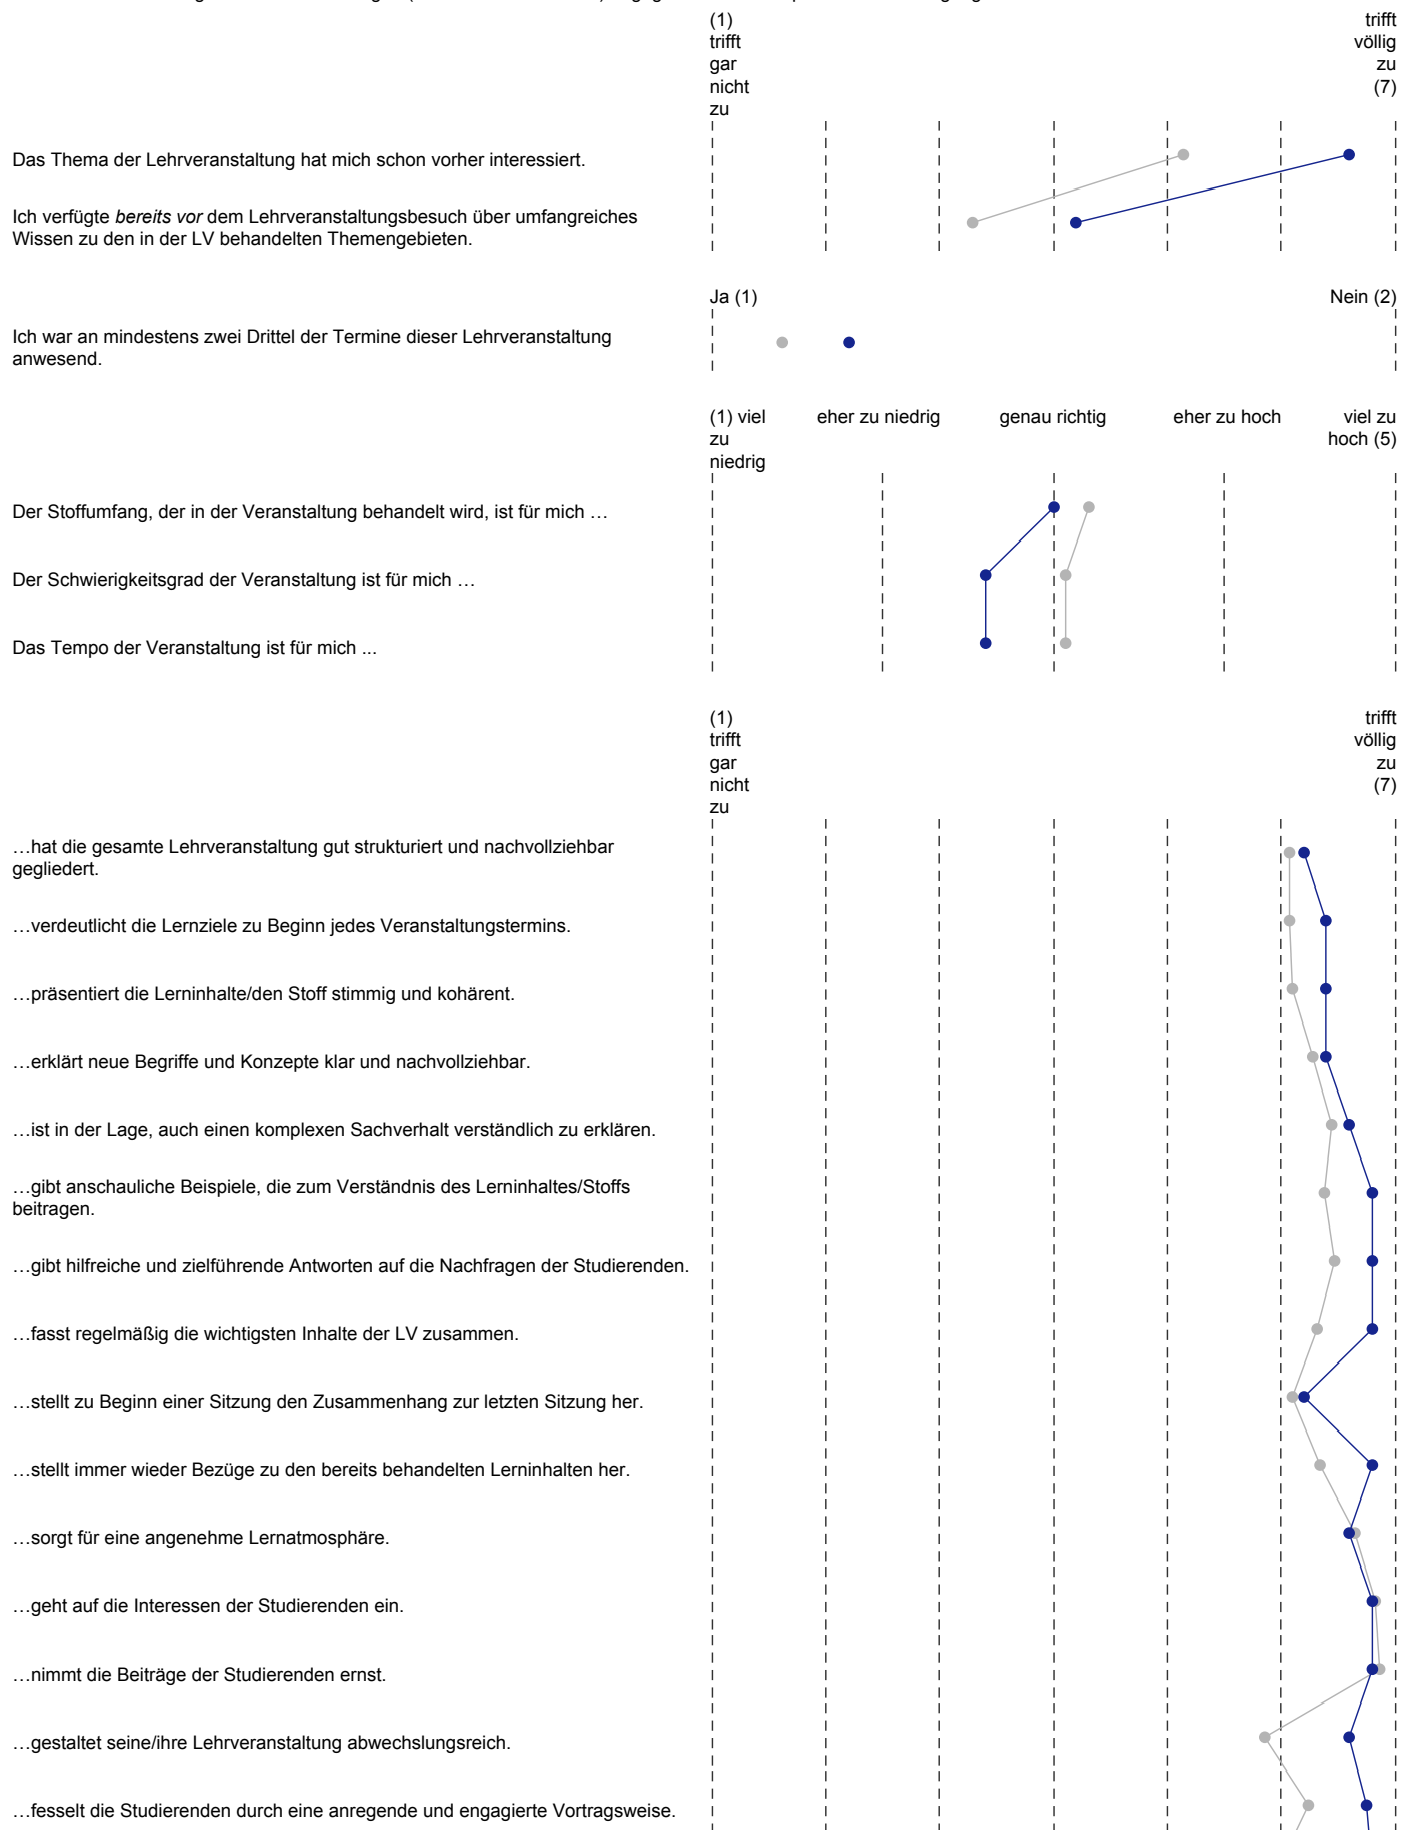 (1)
trifft
gar
nicht
zu
trifft
völlig
zu
(7)
Das Thema der Lehrveranstaltung hat mich schon vorher interessiert.
Ich verfügte bereits vor dem Lehrveranstaltungsbesuch über umfangreiches
Wissen zu den in der LV behandelten Themengebieten.
Ja (1)
Nein (2)
Ich war an mindestens zwei Drittel der Termine dieser Lehrveranstaltung
anwesend.
(1) viel
zu
niedrig
eher zu niedrig
genau richtig
eher zu hoch
viel zu
hoch (5)
Der Stoffumfang, der in der Veranstaltung behandelt wird, ist für mich …
Der Schwierigkeitsgrad der Veranstaltung ist für mich …
Das Tempo der Veranstaltung ist für mich ...
(1)
trifft
gar
nicht
zu
trifft
völlig
zu
(7)
…hat die gesamte Lehrveranstaltung gut strukturiert und nachvollziehbar
gegliedert.
…verdeutlicht die Lernziele zu Beginn jedes Veranstaltungstermins.
…präsentiert die Lerninhalte/den Stoff stimmig und kohärent.
…erklärt neue Begriffe und Konzepte klar und nachvollziehbar.
…ist in der Lage, auch einen komplexen Sachverhalt verständlich zu erklären.
…gibt anschauliche Beispiele, die zum Verständnis des Lerninhaltes/Stoffs
beitragen.
…gibt hilfreiche und zielführende Antworten auf die Nachfragen der Studierenden.
…fasst regelmäßig die wichtigsten Inhalte der LV zusammen.
…stellt zu Beginn einer Sitzung den Zusammenhang zur letzten Sitzung her.
…stellt immer wieder Bezüge zu den bereits behandelten Lerninhalten her.
…sorgt für eine angenehme Lernatmosphäre.
…geht auf die Interessen der Studierenden ein.
…nimmt die Beiträge der Studierenden ernst.
…gestaltet seine/ihre Lehrveranstaltung abwechslungsreich.
…fesselt die Studierenden durch eine anregende und engagierte Vortragsweise.